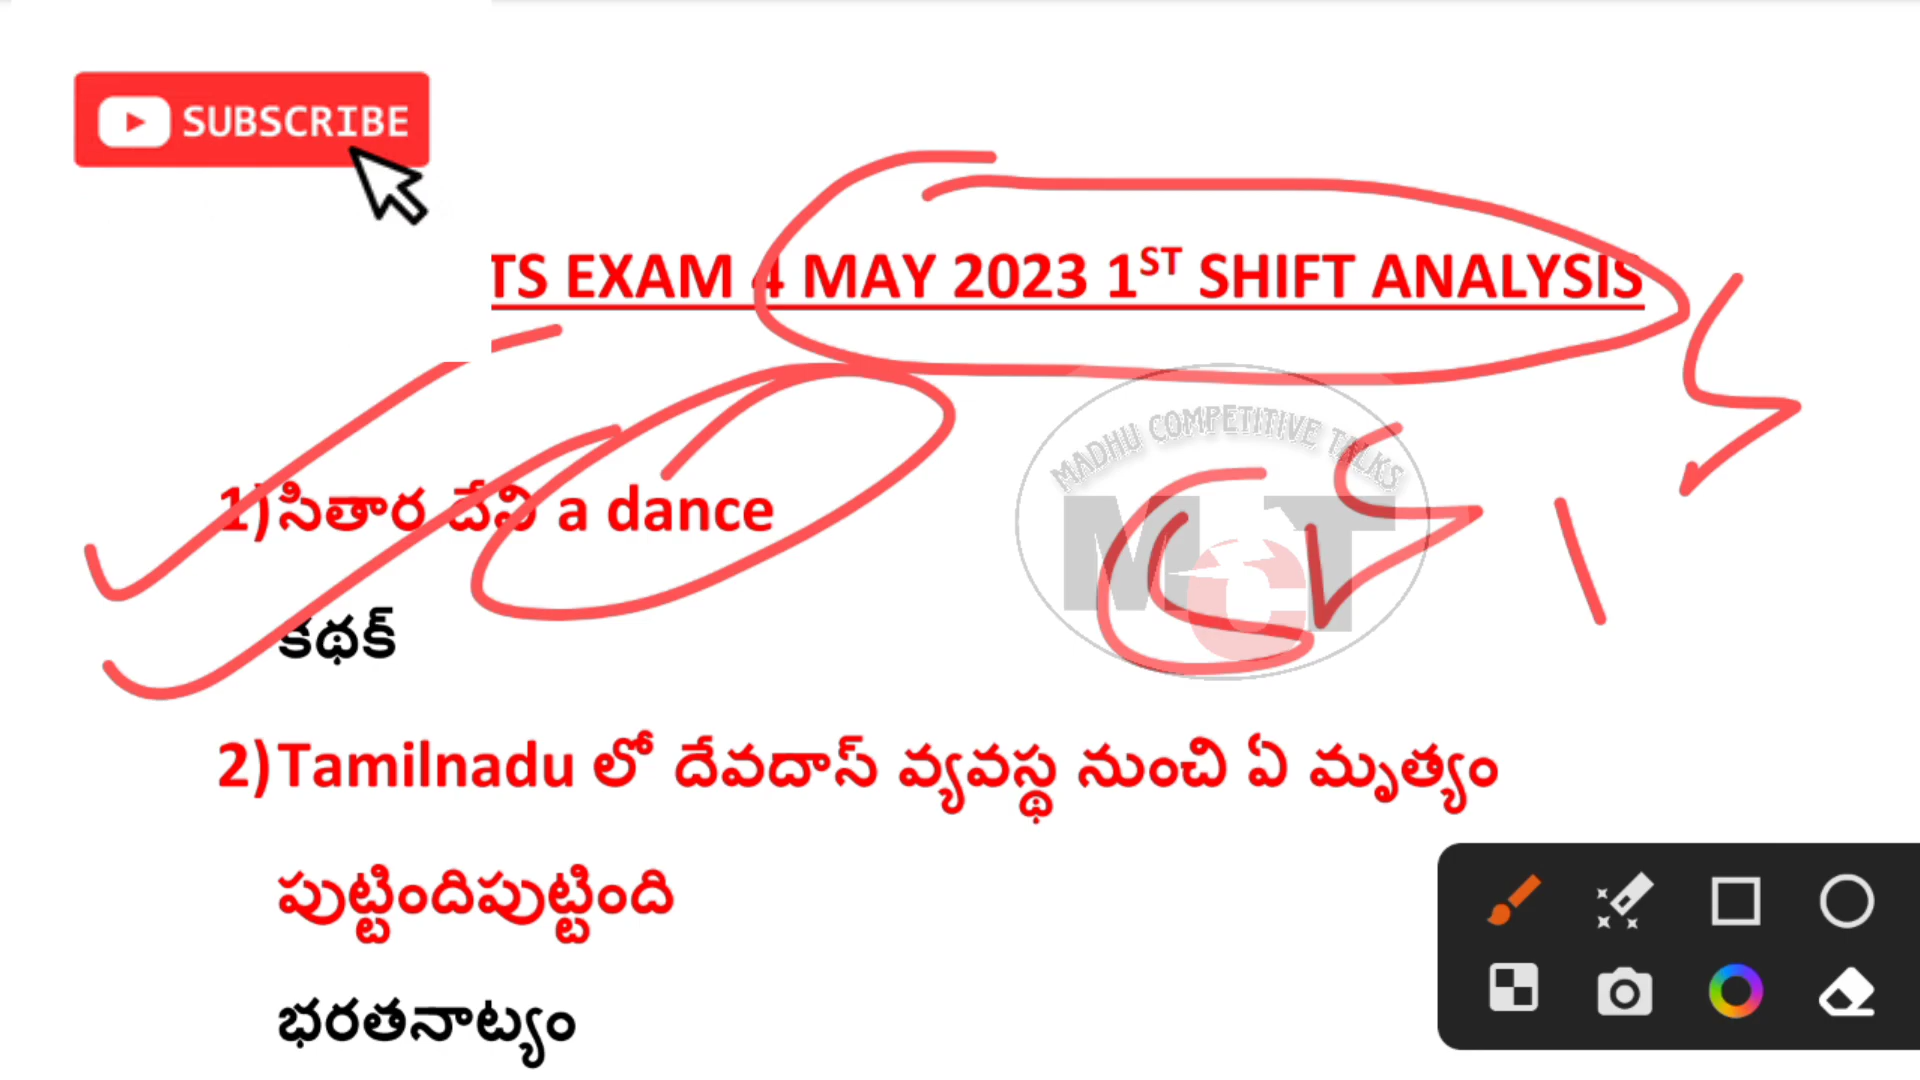 SUBSCRIBE
TS EXAM 4 MAY 2023 1ST SHIFT ANALYSIS
MADHU COMPETITIVE TALKS
MCT
1)సితార దేవి a dance
కథక్
2)Tamilnadu లో దేవదాస్ వ్యవస్థ నుంచి ఏ మృత్యం
పుట్టిందిపుట్టింది
భరతనాట్యం